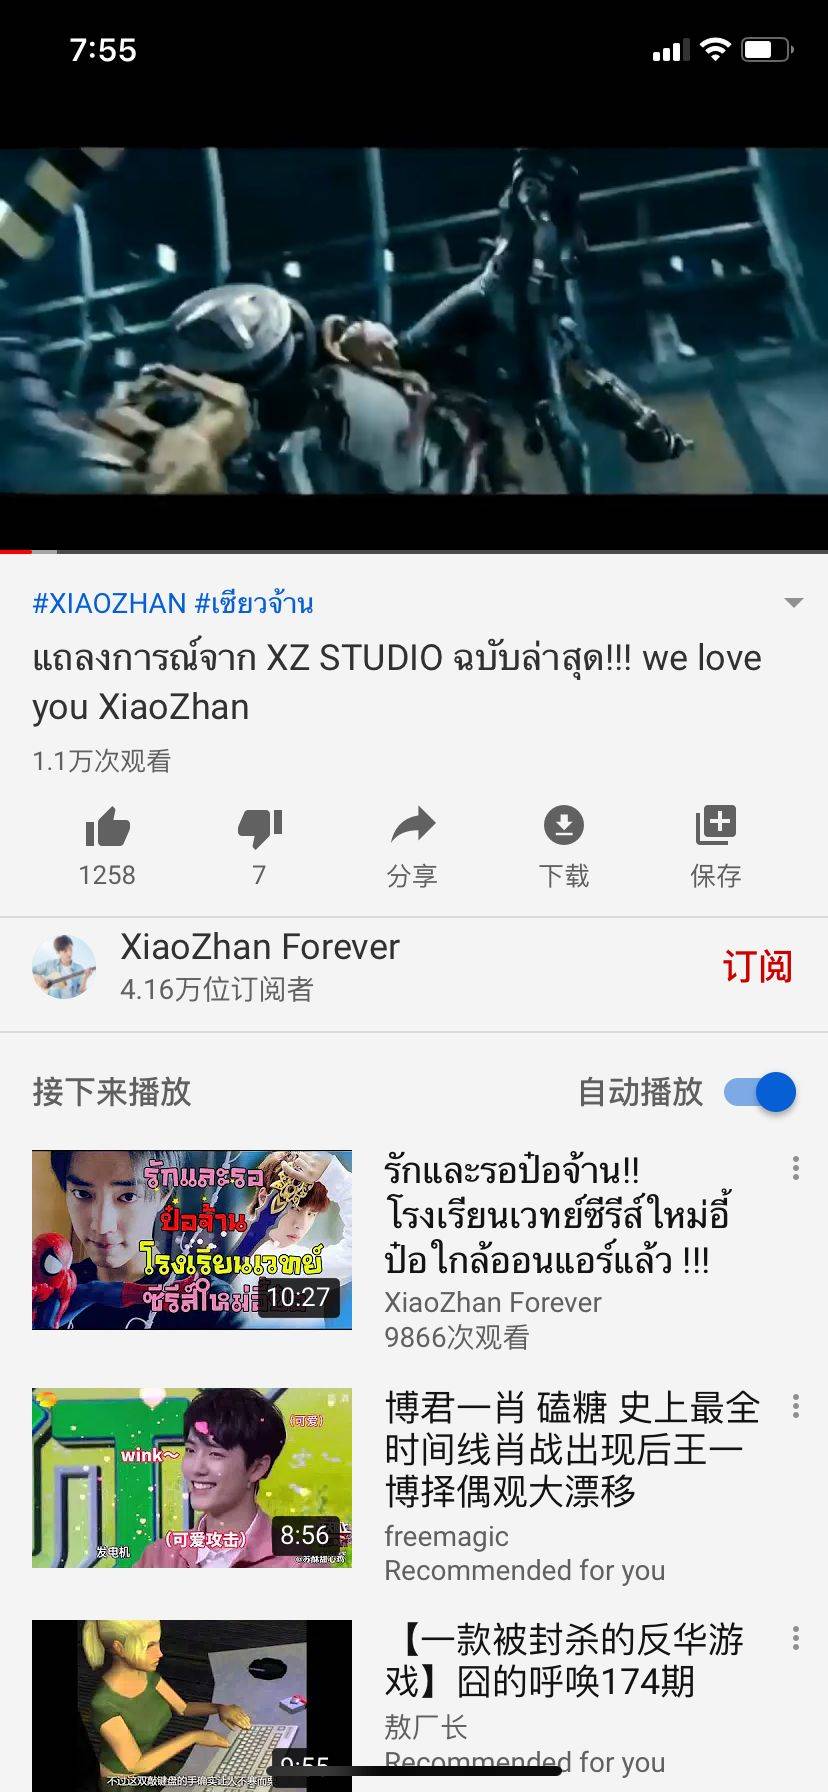 7:55
#XIAOZHAN #เซียวจ้าน
แถลงการณ์จาก XZ STUDIO ฉบับล่าสุด!!! we love
you XiaoZhan
1.1万次观看
1258
7
分享
下载
保存
XiaoZhan Forever
4.16万位订阅者
订阅
接下来播放
自动播放
รักและรอ
ป๋อจ้าน
โรงเรียนเวทย์
ซีรีส์ใหม่
10:27
รักและรอป๋อจ้าน!!
โรงเรียนเวทย์ซีรีส์ใหม่อี้
ป๋อใกล้ออนแอร์แล้ว !!!
XiaoZhan Forever
9866次观看
(可爱)
wink～
(可爱攻击)
发电机
8:56
@苏酥甜心鸡
博君一肖 磕糖 史上最全
时间线肖战出现后王一
博择偶观大漂移
freemagic
Recommended for you
不过这双敲键盘的手确实让人不寒而栗
9:55
【一款被封杀的反华游
戏】囧的呼唤174期
敖厂长
Recommended for you